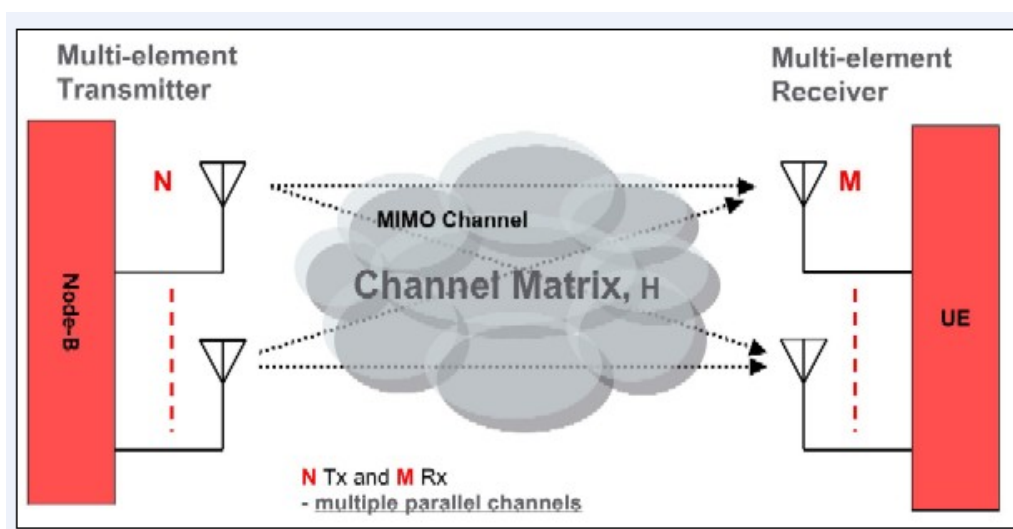 Multi-element
Transmitter
Multi-element
Receiver
N
M
MIMO Channel
Channel Matrix, H
Node-B
UE
N Tx and M Rx
- multiple parallel channels